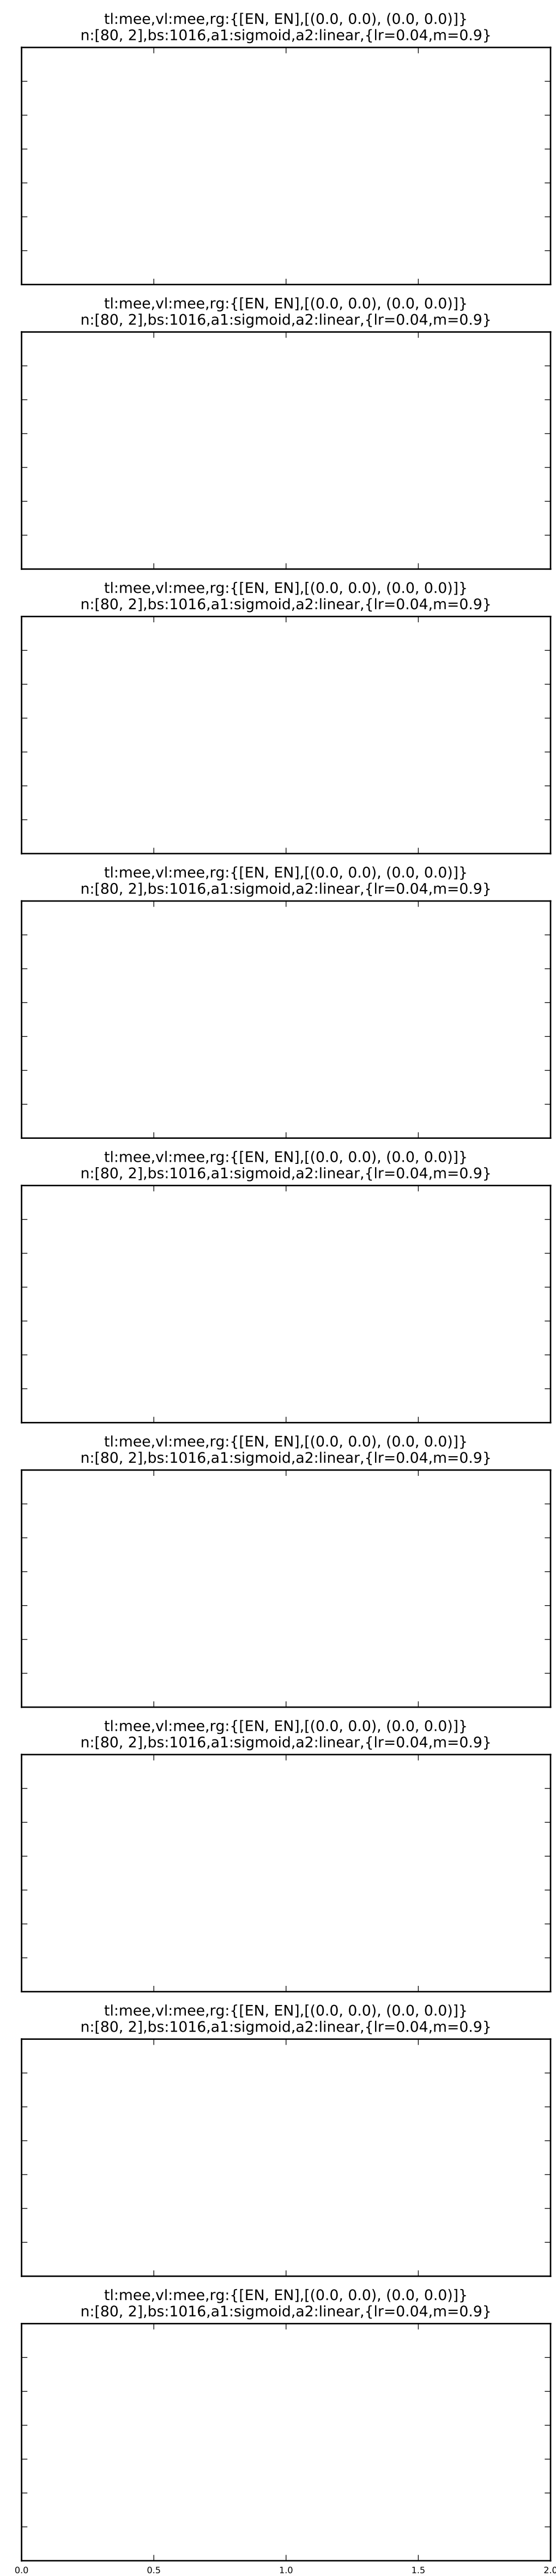 tl:mee,vl:mee,rg:{[EN, EN],[(0.0, 0.0), (0.0, 0.0)]}
n:[80, 2],bs:1016,a1:sigmoid,a2:linear,{lr=0.04,m=0.9}
tl:mee,vl:mee,rg:{[EN, EN],[(0.0, 0.0), (0.0, 0.0)]}
n:[80, 2],bs:1016,a1:sigmoid,a2:linear,{lr=0.04,m=0.9}
tl:mee,vl:mee,rg:{[EN, EN],[(0.0, 0.0), (0.0, 0.0)]}
n:[80, 2],bs:1016,a1:sigmoid,a2:linear,{lr=0.04,m=0.9}
tl:mee,vl:mee,rg:{[EN, EN],[(0.0, 0.0), (0.0, 0.0)]}
n:[80, 2],bs:1016,a1:sigmoid,a2:linear,{lr=0.04,m=0.9}
tl:mee,vl:mee,rg:{[EN, EN],[(0.0, 0.0), (0.0, 0.0)]}
n:[80, 2],bs:1016,a1:sigmoid,a2:linear,{lr=0.04,m=0.9}
tl:mee,vl:mee,rg:{[EN, EN],[(0.0, 0.0), (0.0, 0.0)]}
n:[80, 2],bs:1016,a1:sigmoid,a2:linear,{lr=0.04,m=0.9}
tl:mee,vl:mee,rg:{[EN, EN],[(0.0, 0.0), (0.0, 0.0)]}
n:[80, 2],bs:1016,a1:sigmoid,a2:linear,{lr=0.04,m=0.9}
tl:mee,vl:mee,rg:{[EN, EN],[(0.0, 0.0), (0.0, 0.0)]}
n:[80, 2],bs:1016,a1:sigmoid,a2:linear,{lr=0.04,m=0.9}
tl:mee,vl:mee,rg:{[EN, EN],[(0.0, 0.0), (0.0, 0.0)]}
n:[80, 2],bs:1016,a1:sigmoid,a2:linear,{lr=0.04,m=0.9}
0.0 0.5 1.0 1.5 2.0